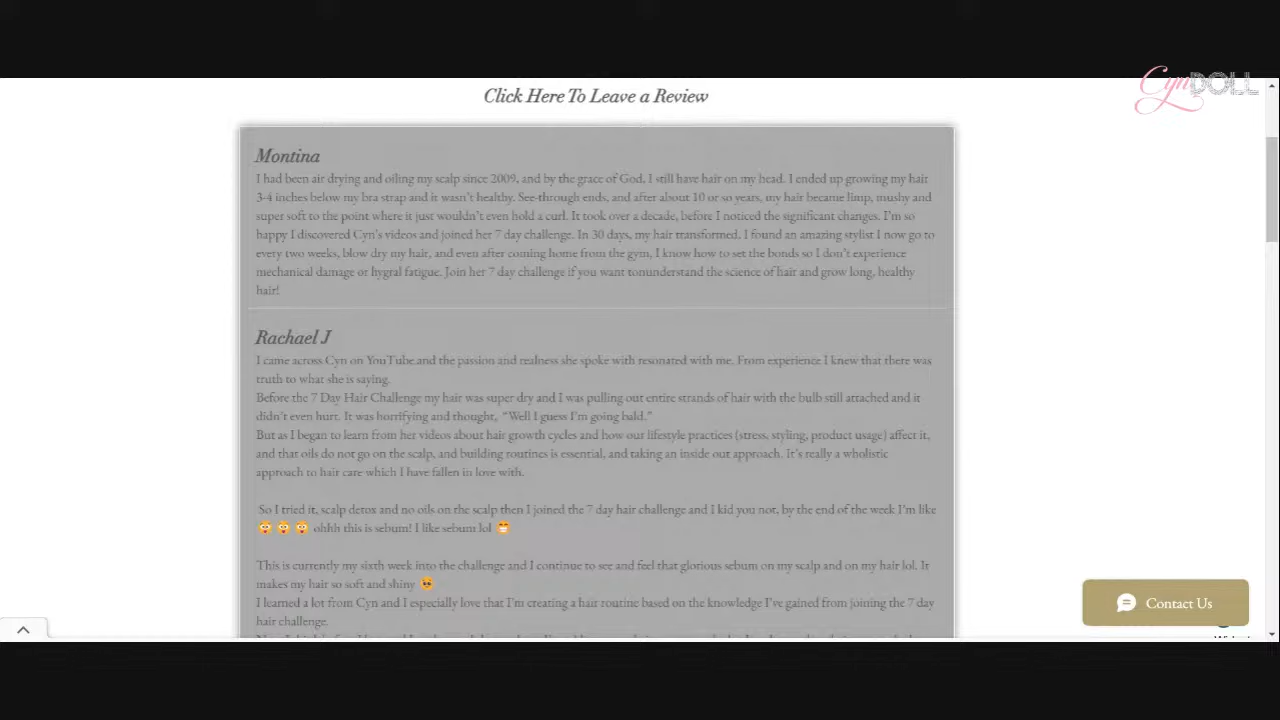 CynDOLL
Click Here To Leave a Review
Montina
I had been air drying and oiling my scalp since 2009, and by the grace of God, I still have hair on my head. I ended up growing my hair
3-4 inches below my bra strap and it wasn't healthy. See-through ends, and after about 10 or so years, my hair became limp, mushy and
super soft to the point where it just wouldn't even hold a curl. It took over a decade, before I noticed the significant changes. I'm so
happy I discovered Cyn's videos and joined her 7 day challenge. In 30 days, my hair transformed. I found an amazing stylist I now go to
every two weeks, blow dry my hair, and even after coming home from the gym, I know how to set the bonds so I don't experience
mechanical damage or hygral fatigue. Join her 7 day challenge if you want tonunderstand the science of hair and grow long, healthy
hair!
Rachael J
I came across Cyn on YouTube and the passion and realness she spoke with resonated with me. From experience I knew that there was
truth to what she is saying.
Before the 7 Day Hair Challenge my hair was super dry and I was pulling out entire strands of hair with the bulb still attached and it
didn't even hurt. It was horrifying and thought, "Well I guess I'm going bald."
But as I began to learn from her videos about hair growth cycles and how our lifestyle practices (stress, styling, product usage) affect it,
and that oils do not go on the scalp, and building routines is essential, and taking an inside out approach. It's really a wholistic
approach to hair care which I have fallen in love with.
So I tried it, scalp detox and no oils on the scalp then I joined the 7 day hair challenge and I kid you not, by the end of the week I'm like
ohhh this is sebum! I like sebum lol
This is currently my sixth week into the challenge and I continue to see and feel that glorious sebum on my scalp and on my hair lol. It
makes my hair so soft and shiny
I learned a lot from Cyn and I especially love that I'm creating a hair routine based on the knowledge I've gained from joining the 7 day
hair challenge.
Contact Us